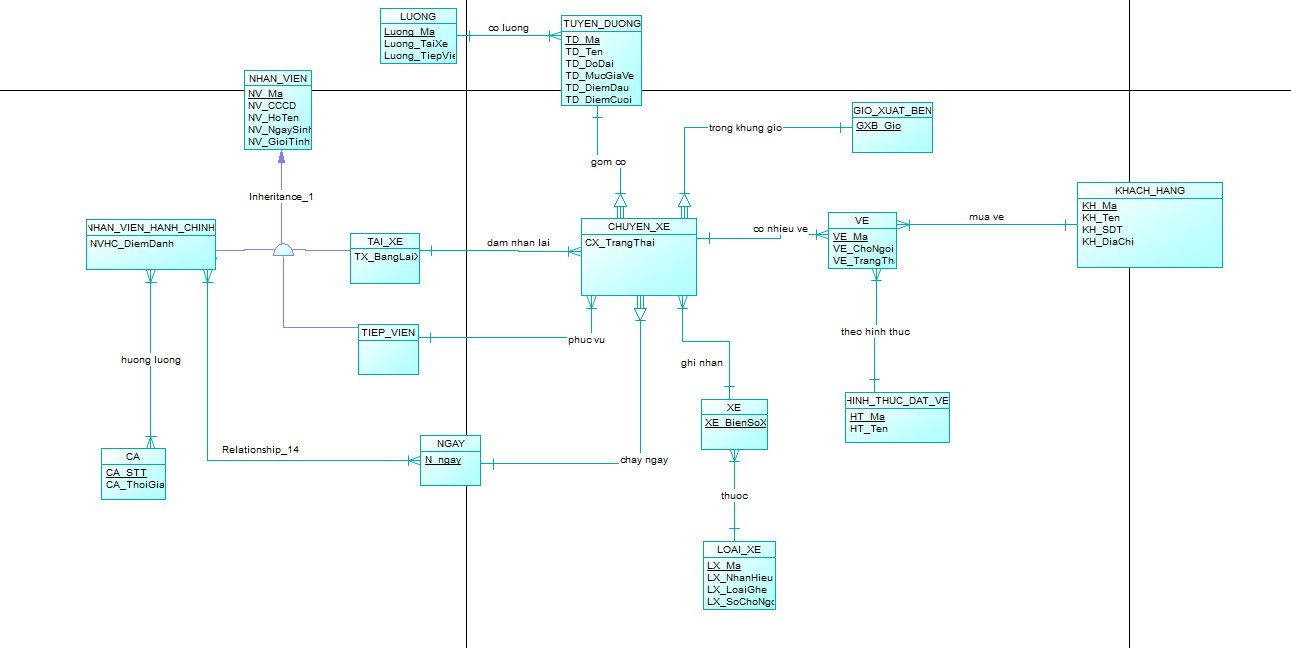 LUONG
Luong_Ma
Luong_TaiXe
Luong_TiepVie
co luong
TUYEN_DUONG
TD_Ma
TD_Ten
TD_DoDai
TD_MucGiaVe
TD_DiemDau
TD_DiemCuoi
NHAN_VIEN
NV_Ma
NV_CCCD
NV_HoTen
NV_NgaySinh
NV_GioiTinh
GIO_XUAT_BEN
GXB_Gio
trong khung gio
gom co
Inheritance_1
KHACH_HANG
KH_Ma
KH_Ten
KH_SDT
KH_DiaChi
NHAN_VIEN_HANH_CHINH
NVHC_DiemDanh
TAI_XE
TX_BangLaiX
dam nhan lai
CHUYEN_XE
CX_TrangThai
co nhieu ve
VE
VE_Ma
VE_ChoNgoi
VE_TrangTh
mua ve
TIEP_VIEN
phuc vu
theo hinh thuc
huong luong
ghi nhan
HINH_THUC_DAT_VE
HT_Ma
HT_Ten
XE
XE_BienSoX
CA
CA_STT
CA_ThoiGia
Relationship_14
NGAY
N_ngay
chay ngay
thuoc
LOAI_XE
LX_Ma
LX_NhanHieu
LX_LoaiGhe
LX_SoChoNgo